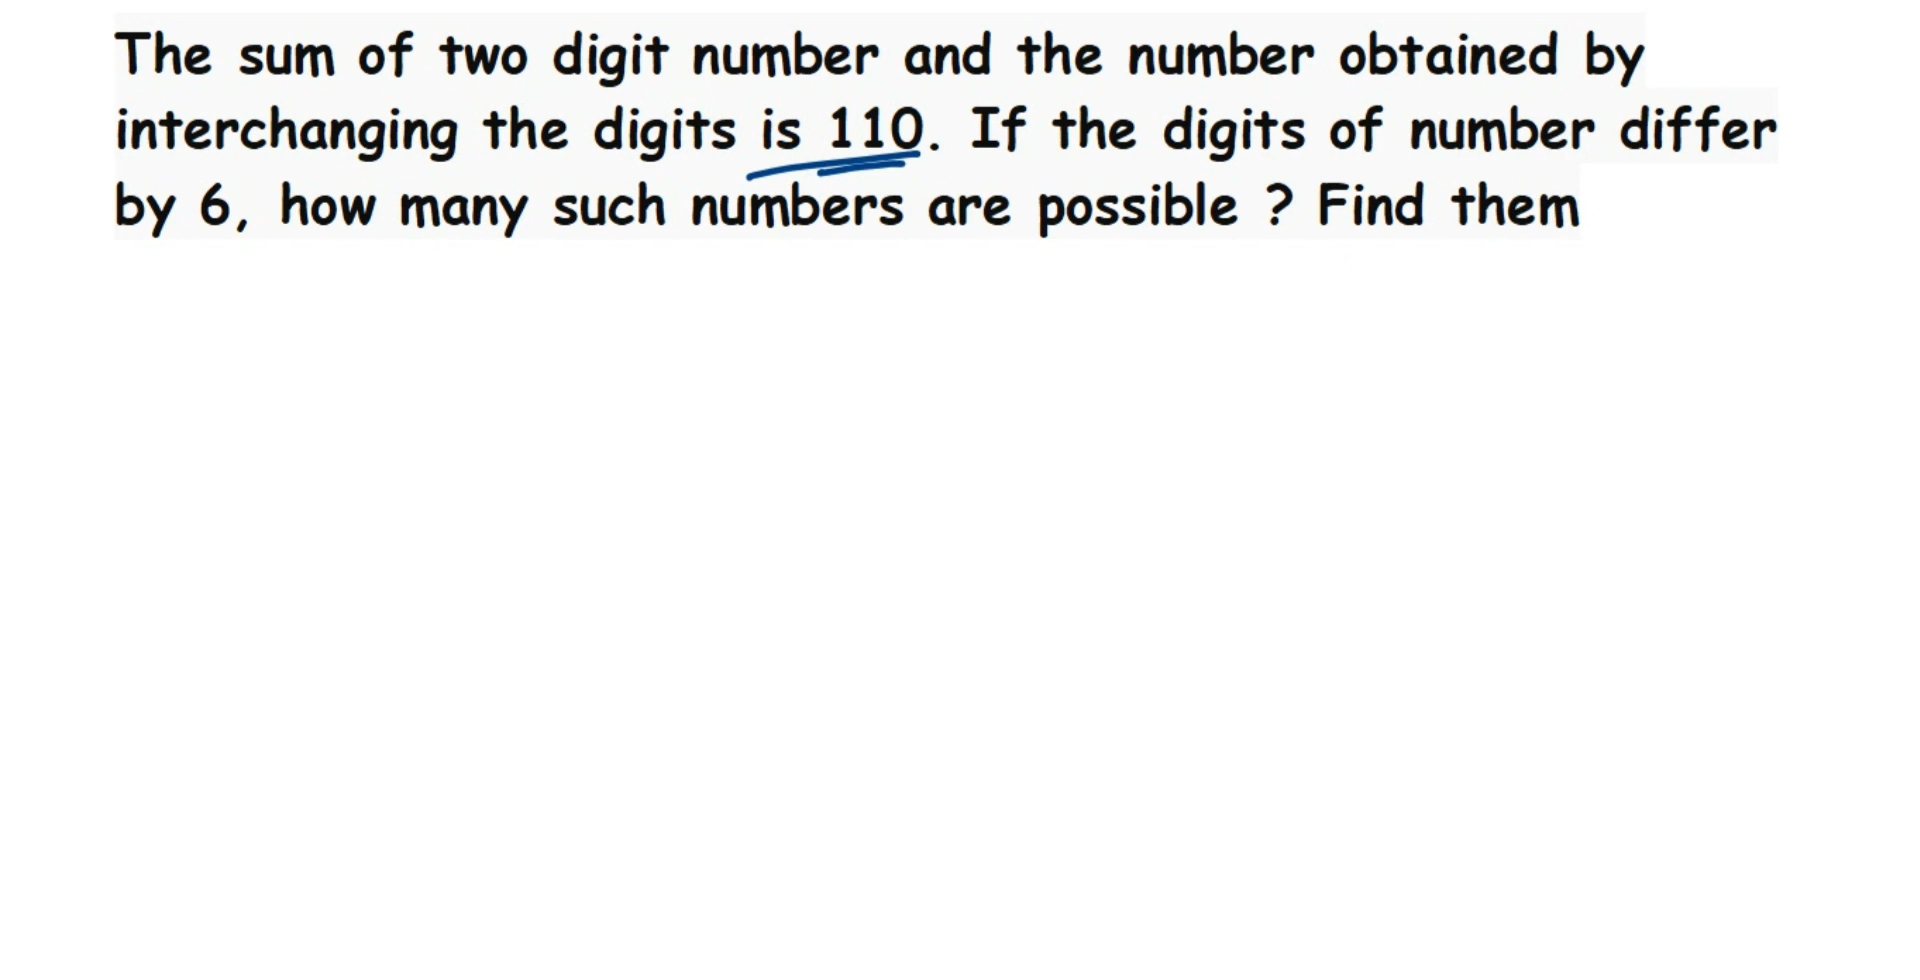 The sum of two digit number and the number obtained by
interchanging the digits is 110. If the digits of number differ
by 6, how many such numbers are possible ? Find them